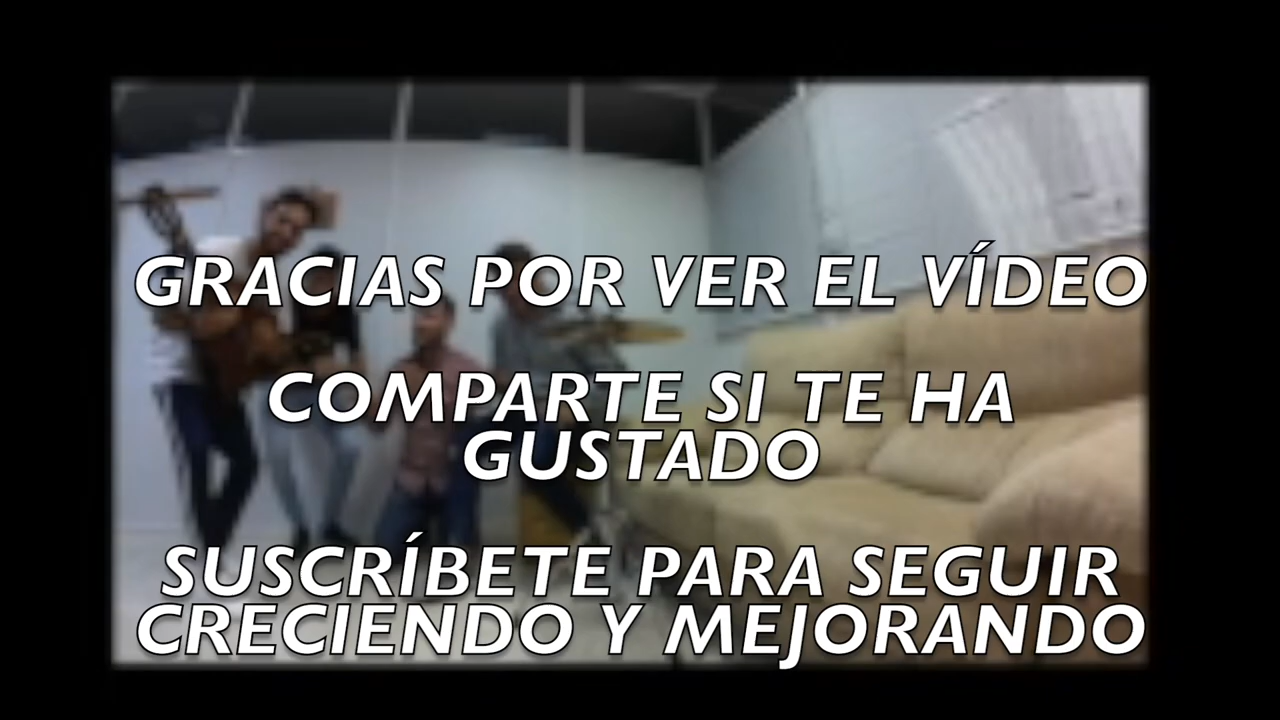 GRACIAS POR VER EL VÍDEO
COMPARTE SI TE HA
GUSTADO
SUSCRÍBETE PARA SEGUIR
CRECIENDO Y MEJORANDO